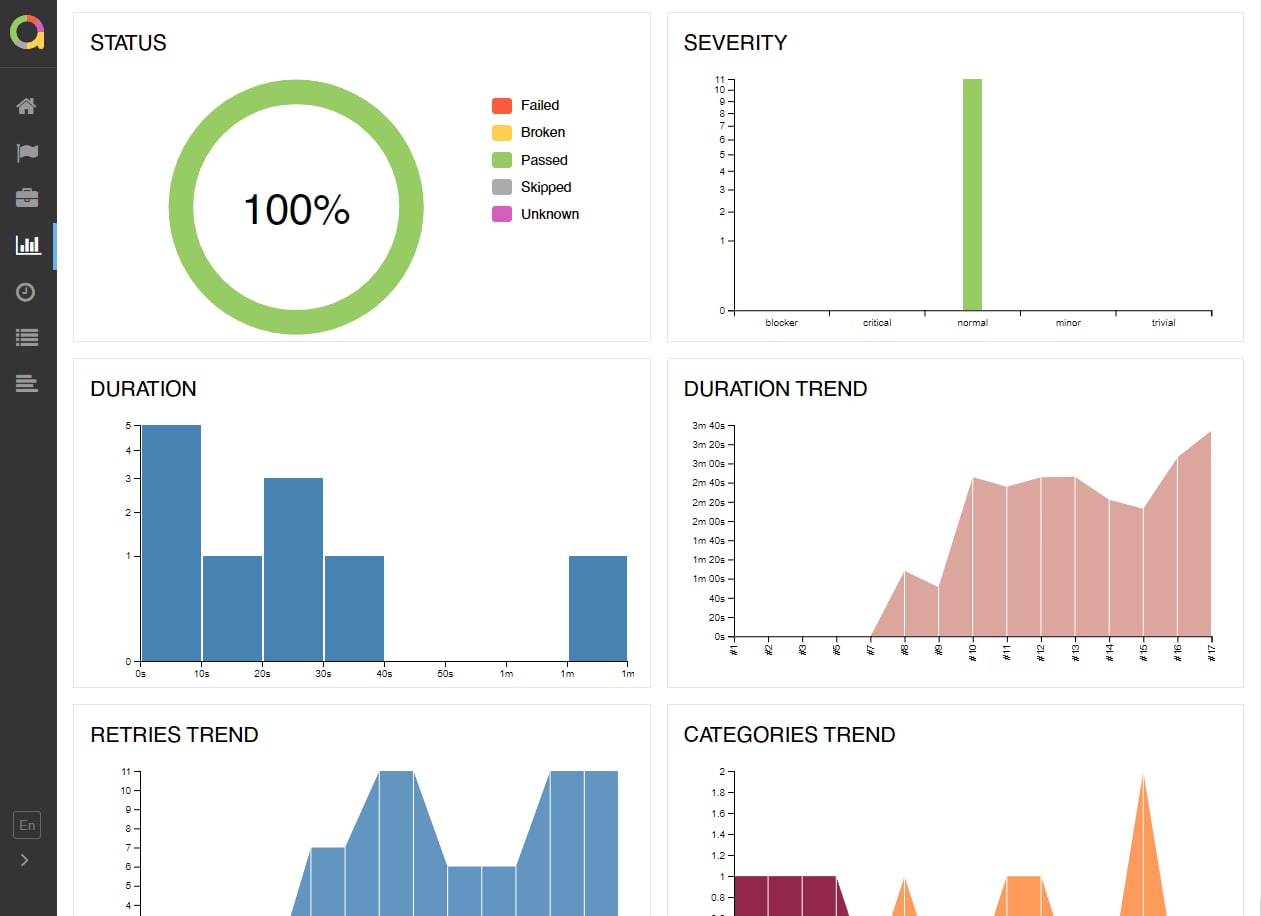 STATUS
100%
Failed
Broken
Passed
Skipped
Unknown
SEVERITY
11
10
9
8
7
6
5
4
3
2
1
0
blocker critical normal minor trivial
DURATION
5
4
3
2
1
0
0s 10s 20s 30s 40s 50s 1m 1m 1m
DURATION TREND
3m 40s
3m 20s
3m 00s
2m 40s
2m 20s
2m 00s
1m 40s
1m 20s
1m 00s
40s
20s
0s
#1 #2 #3 #5 #7 #8 #9 #10 #11 #12 #13 #14 #15 #16 #17
RETRIES TREND
11
10
9
8
7
6
5
4
CATEGORIES TREND
2
1.8
1.6
1.4
1.2
1
0.8
En